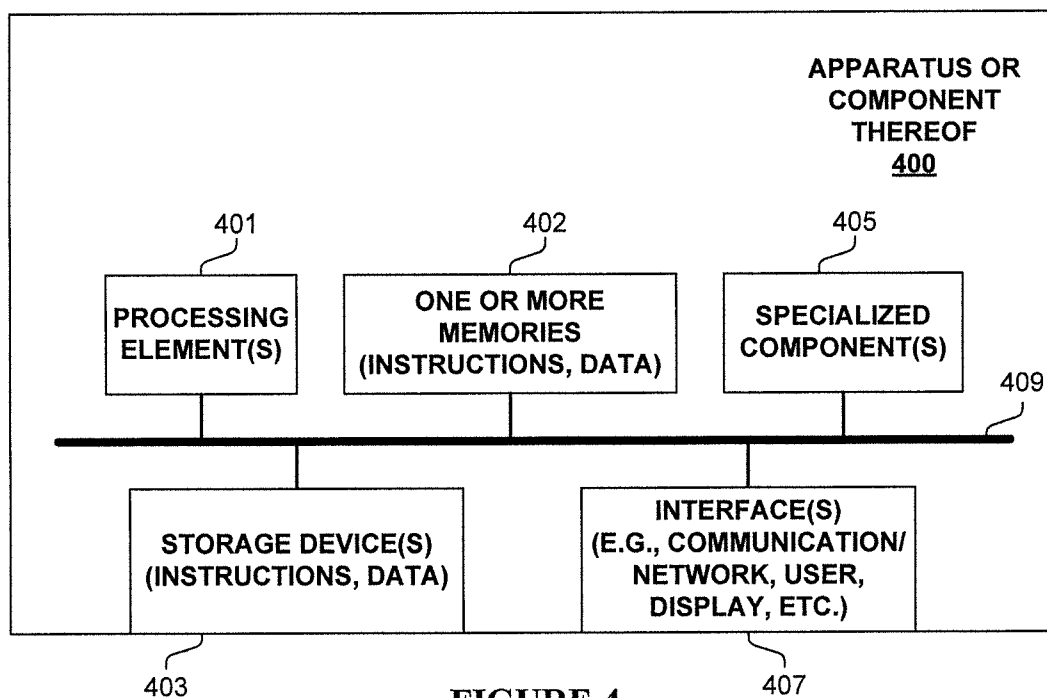 APPARATUS OR
COMPONENT
THEREOF
400
401
402
405
PROCESSING
ELEMENT(S)
ONE OR MORE
MEMORIES
(INSTRUCTIONS, DATA)
SPECIALIZED
COMPONENT(S)
409
STORAGE DEVICE(S)
(INSTRUCTIONS, DATA)
INTERFACE(S)
(E.G., COMMUNICATION/
NETWORK, USER,
DISPLAY, ETC.)
403
407
FIGURE 4